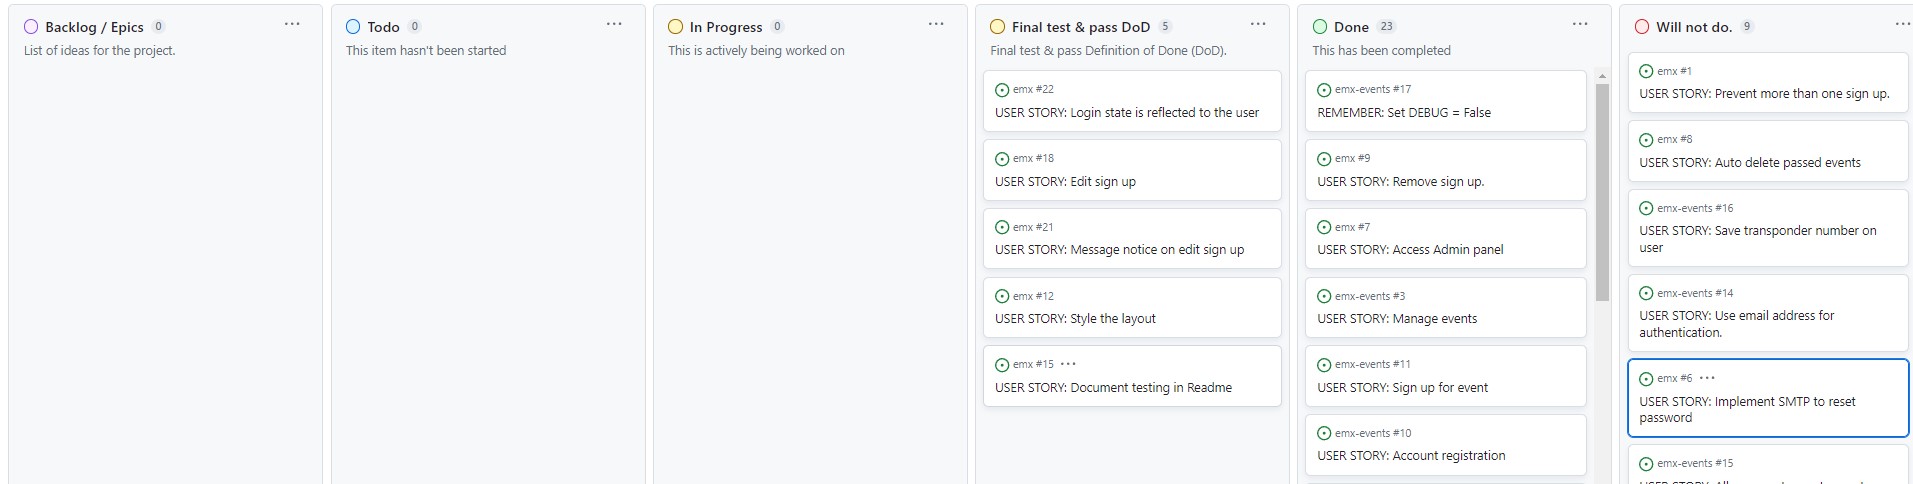 Backlog / Epics 0 ...
List of ideas for the project.
Todo 0 ...
This item hasn't been started
In Progress 0 ...
This is actively being worked on
Final test & pass DoD 5 ...
Final test & pass Definition of Done (DoD).
emx #22
USER STORY: Login state is reflected to the user
emx #18
USER STORY: Edit sign up
emx #21
USER STORY: Message notice on edit sign up
emx #12
USER STORY: Style the layout
emx #15 ...
USER STORY: Document testing in Readme
Done 23 ...
This has been completed
emx-events #17
REMEMBER: Set DEBUG = False
emx #9
USER STORY: Remove sign up.
emx #7
USER STORY: Access Admin panel
emx-events #3
USER STORY: Manage events
emx-events #11
USER STORY: Sign up for event
emx-events #10
USER STORY: Account registration
Will not do. 9 ...
emx #1
USER STORY: Prevent more than one sign up.
emx #8
USER STORY: Auto delete passed events
emx-events #16
USER STORY: Save transponder number on
user
emx-events #14
USER STORY: Use email address for
authentication.
emx #6 ...
USER STORY: Implement SMTP to reset
password
emx-events #15